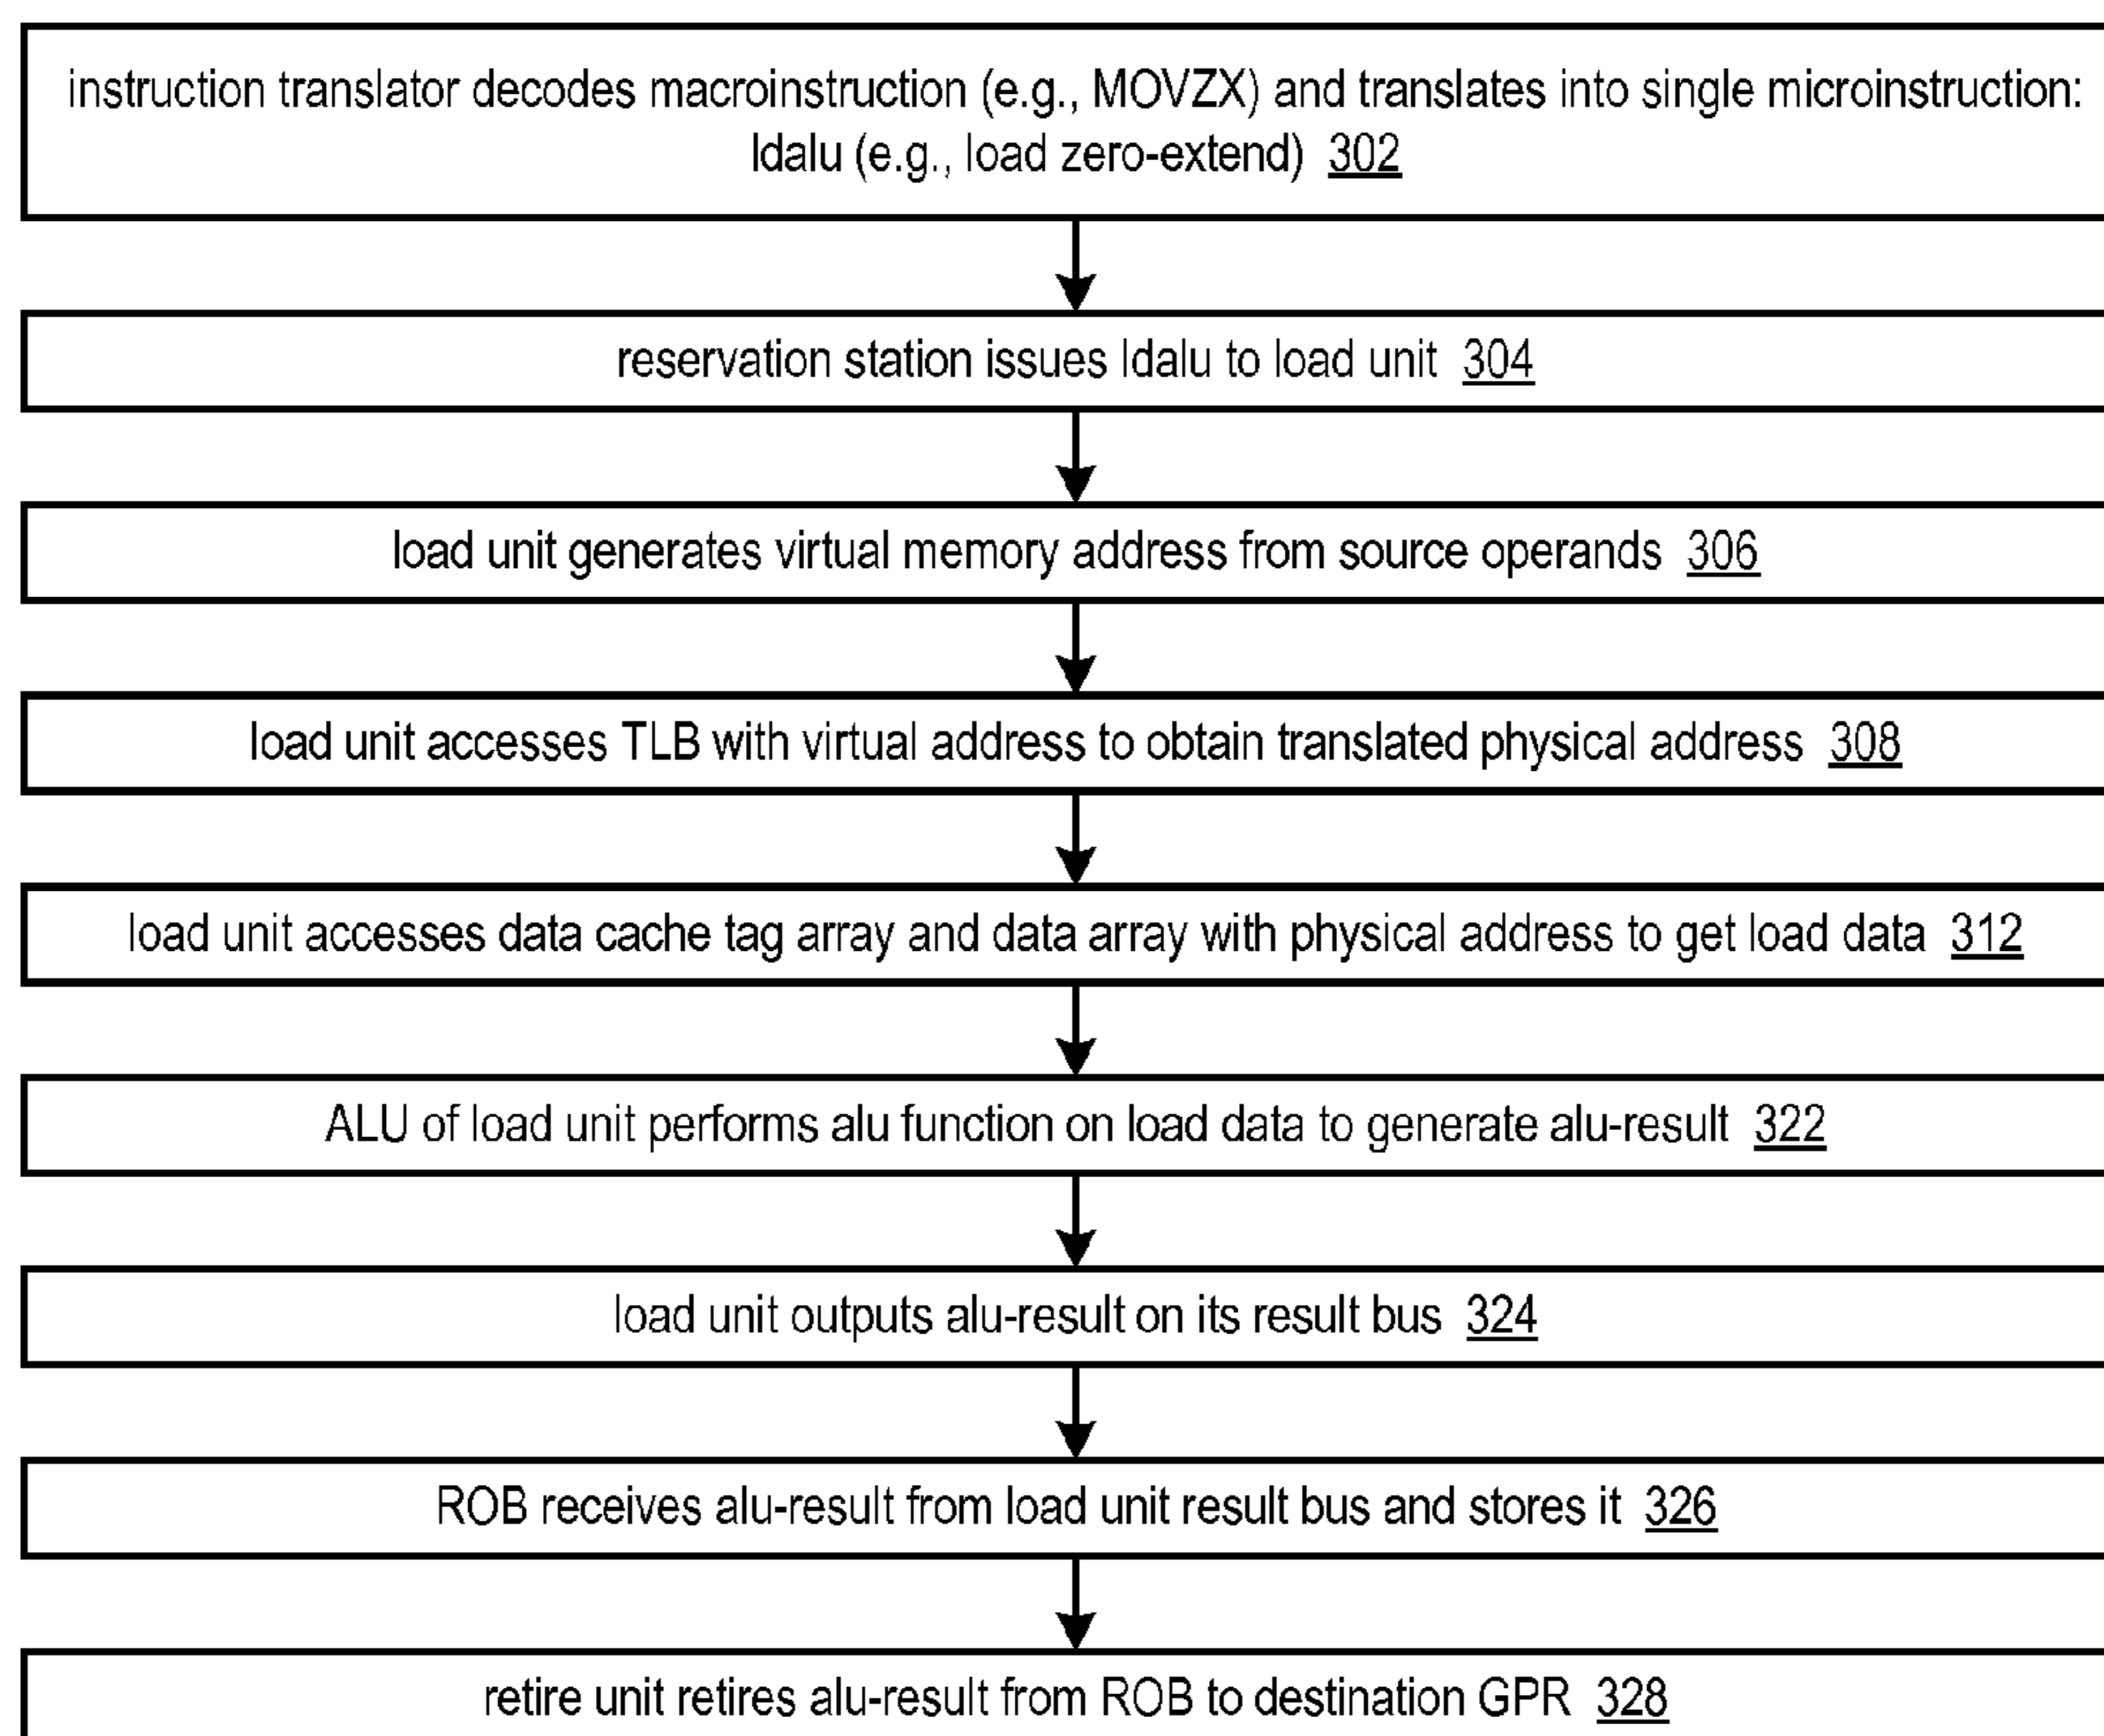 instruction translator decodes macroinstruction (e.g., MOVZX) and translates into single microinstruction:
ldalu (e.g., load zero-extend) 302
reservation station issues ldalu to load unit 304
load unit generates virtual memory address from source operands 306
load unit accesses TLB with virtual address to obtain translated physical address 308
load unit accesses data cache tag array and data array with physical address to get load data 312
ALU of load unit performs alu function on load data to generate alu-result 322
load unit outputs alu-result on its result bus 324
ROB receives alu-result from load unit result bus and stores it 326
retire unit retires alu-result from ROB to destination GPR 328